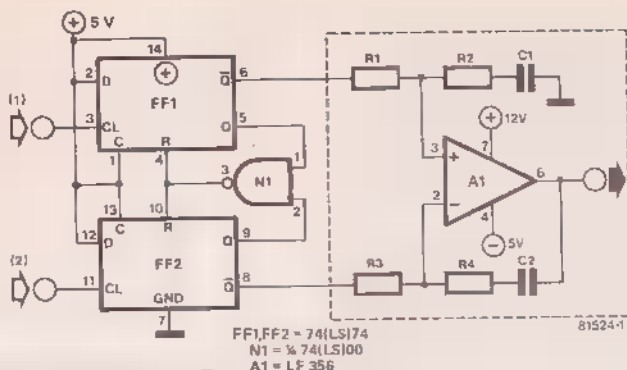 5 V
14
2 D
Q̅ 6
R1
R2
C1
(1)
FF1
Q 5
3 CL
C
R
1
4
1
3
N1
2
12V
7
3
+
A1
6
2
−
4
5V
13
10
C
R
12 D
Q 9
FF2
(2)
11 CL
Q̅ 8
R3
R4
C2
GND
7
81524-1
FF1,FF2 = 74(LS)74
N1 = ¼ 74(LS)00
A1 = LF 356